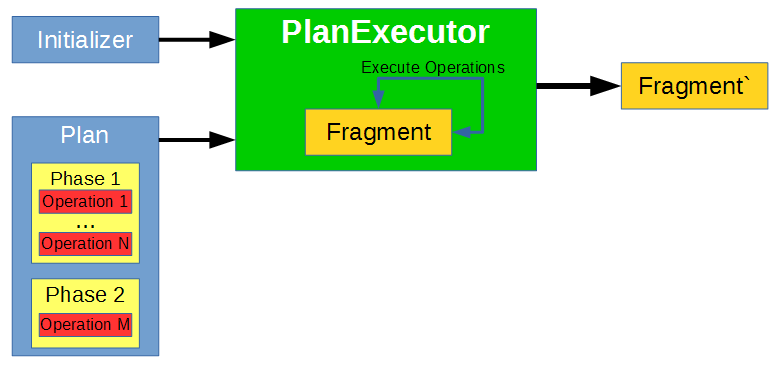 Initializer
PlanExecutor
Execute Operations
Fragment
Fragment`
Plan
Phase 1
Operation 1
...
Operation N
Phase 2
Operation M